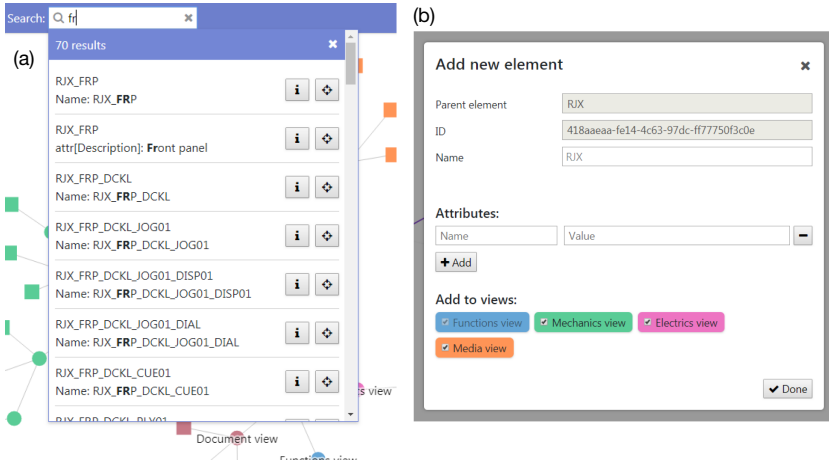 (a)
Search: fr
70 results
RJX_FRP
Name: RJX_FRP
RJX_FRP
attr[Description]: Front panel
RJX_FRP_DCKL
Name: RJX_FRP_DCKL
RJX_FRP_DCKL_JOG01
Name: RJX_FRP_DCKL_JOG01
RJX_FRP_DCKL_JOG01_DISP01
Name: RJX_FRP_DCKL_JOG01_DISP01
RJX_FRP_DCKL_JOG01_DIAL
Name: RJX_FRP_DCKL_JOG01_DIAL
RJX_FRP_DCKL_CUE01
Name: RJX_FRP_DCKL_CUE01
RJX_FRP_DCKL_PLY01
s view
Document view
Functions view
(b)
Add new element
Parent element RJX
ID 418aaeaa-fe14-4c63-97dc-ff77750f3c0e
Name RJX
Attributes:
Name Value
Add
Add to views:
Functions view Mechanics view Electrics view
Media view
Done